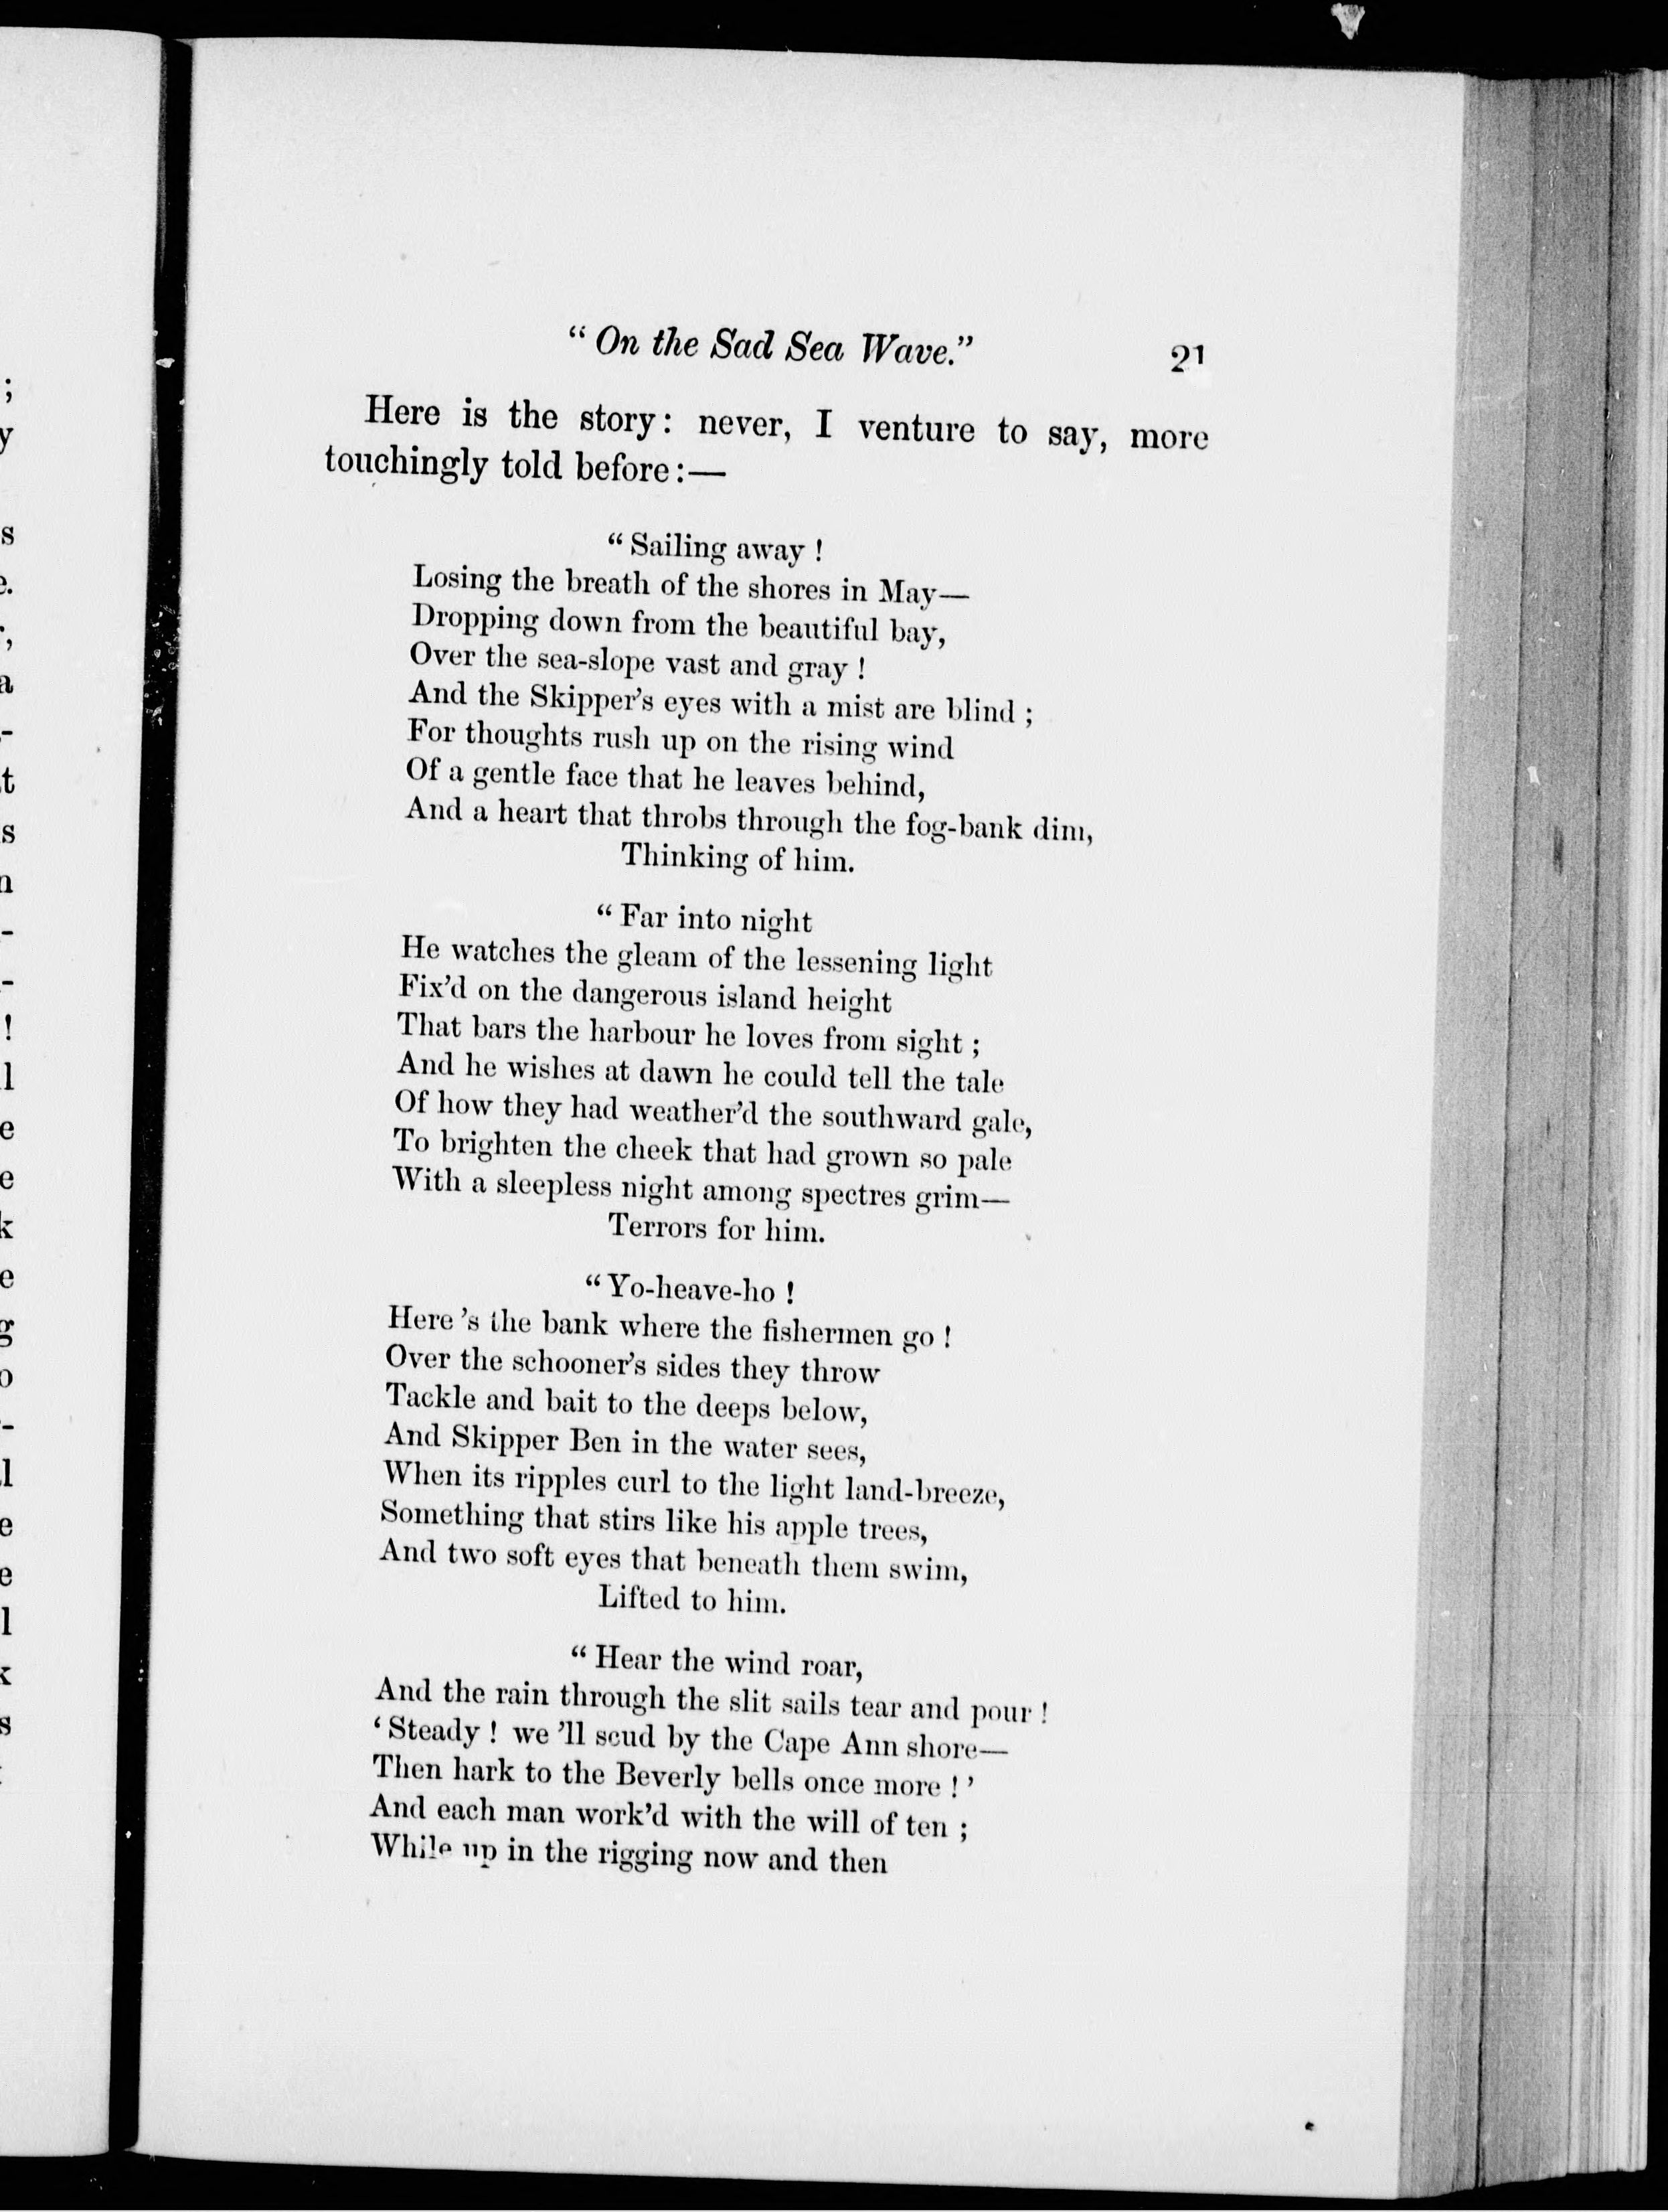 “ On the Sad Sea Wave.” 21
Here is the story: never, I venture to say, more
touchingly told before:—
“ Sailing away !
Losing the breath of the shores in May—
Dropping down from the beautiful bay,
Over the sea-slope vast and gray !
And the Skipper’s eyes with a mist are blind ;
For thoughts rush up on the rising wind
Of a gentle face that he leaves behind,
And a heart that throbs through the fog-bank dim,
Thinking of him.
“ Far into night
He watches the gleam of the lessening light
Fix’d on the dangerous island height
That bars the harbour he loves from sight ;
And he wishes at dawn he could tell the tale
Of how they had weather’d the southward gale,
To brighten the cheek that had grown so pale
With a sleepless night among spectres grim—
Terrors for him.
“ Yo-heave-ho !
Here ’s the bank where the fishermen go !
Over the schooner’s sides they throw
Tackle and bait to the deeps below,
And Skipper Ben in the water sees,
When its ripples curl to the light land-breeze,
Something that stirs like his apple trees,
And two soft eyes that beneath them swim,
Lifted to him.
“ Hear the wind roar,
And the rain through the slit sails tear and pour !
‘ Steady ! we ’ll scud by the Cape Ann shore—
Then hark to the Beverly bells once more ! ’
And each man work’d with the will of ten ;
While up in the rigging now and then